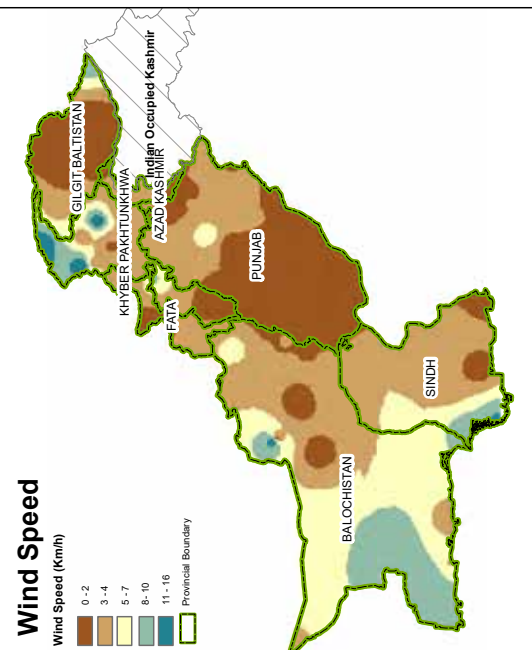 Wind Speed
Wind Speed (Km/h)
0 - 2
3 - 4
5 - 7
8 - 10
11 - 16
Provincial Boundary
GILGIT BALTISTAN
Indian Occupied Kashmir
KHYBER PAKHTUNKHWA
AZAD KASHMIR
FATA
PUNJAB
BALOCHISTAN
SINDH